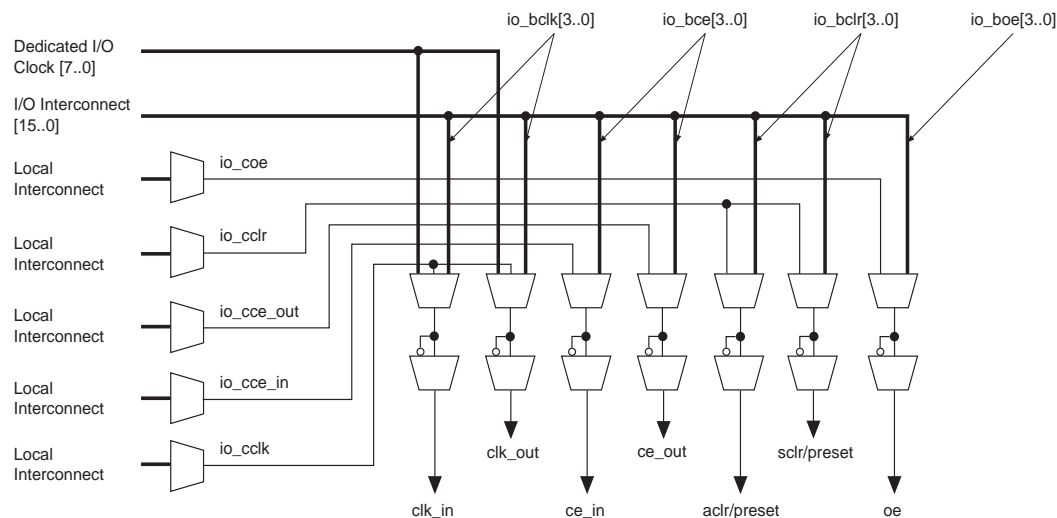 io_bclk[3..0]
io_bce[3..0]
io_bclr[3..0]
io_boe[3..0]
Dedicated I/O
Clock [7..0]
I/O Interconnect
[15..0]
Local
Interconnect
io_coe
Local
Interconnect
io_cclr
Local
Interconnect
io_cce_out
Local
Interconnect
io_cce_in
Local
Interconnect
io_cclk
clk_out
ce_out
sclr/preset
clk_in
ce_in
aclr/preset
oe